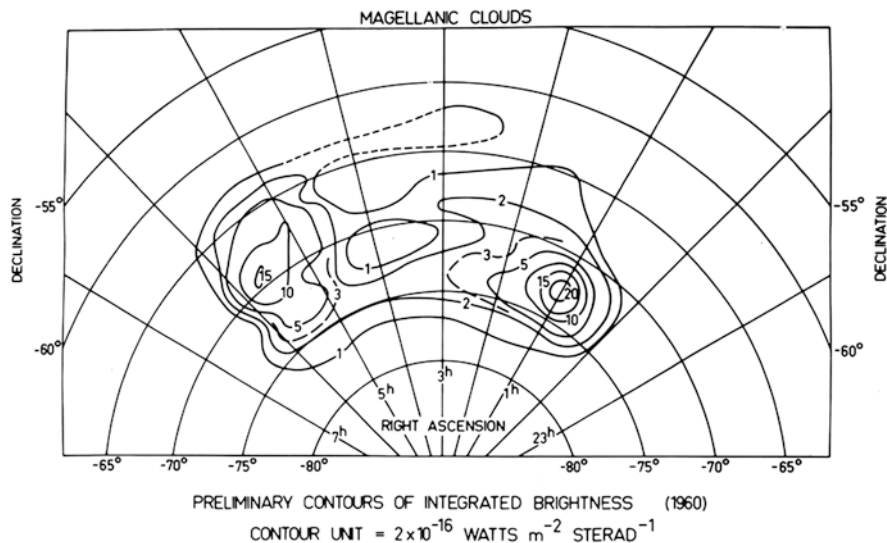 MAGELLANIC CLOUDS
DECLINATION
DECLINATION
-55° -55°
-60° -60°
1
2
1
3
5
15
20
10
15
10
3
5
2
1
1
3h
5h 1h
RIGHT ASCENSION
7h 23h
-65° -70° -75° -80° -80° -75° -70° -65°
PRELIMINARY CONTOURS OF INTEGRATED BRIGHTNESS (1960)
CONTOUR UNIT = 2x10⁻¹⁶ WATTS m⁻² STERAD⁻¹